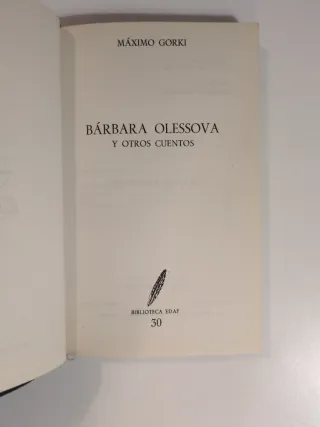 MÁXIMO GORKI
BÁRBARA OLESSOVA
Y OTROS CUENTOS
BIBLIOTECA EDAF
30